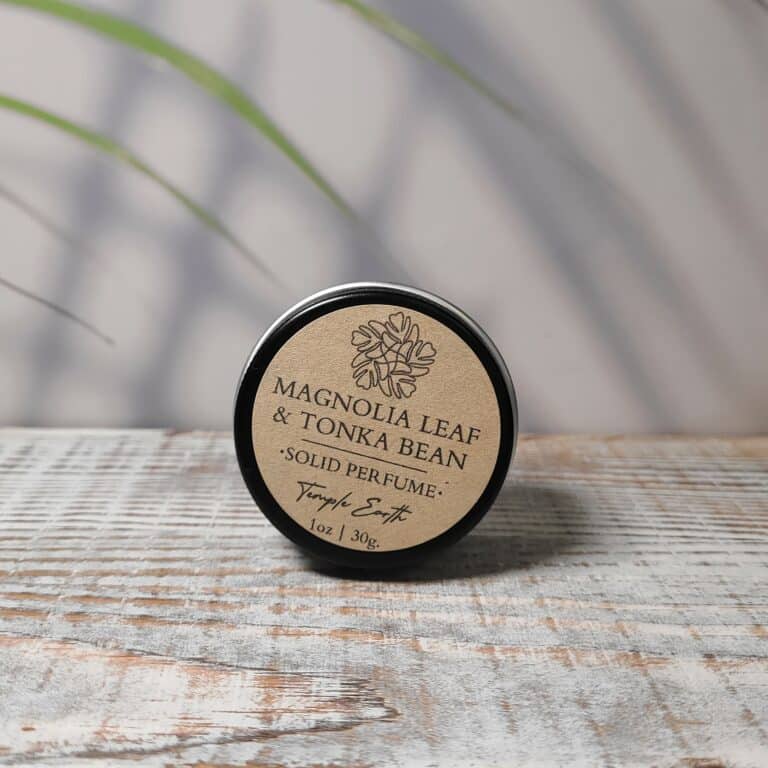 MAGNOLIA LEAF
& TONKA BEAN
·SOLID PERFUME·
Temple Earth
1oz | 30g.